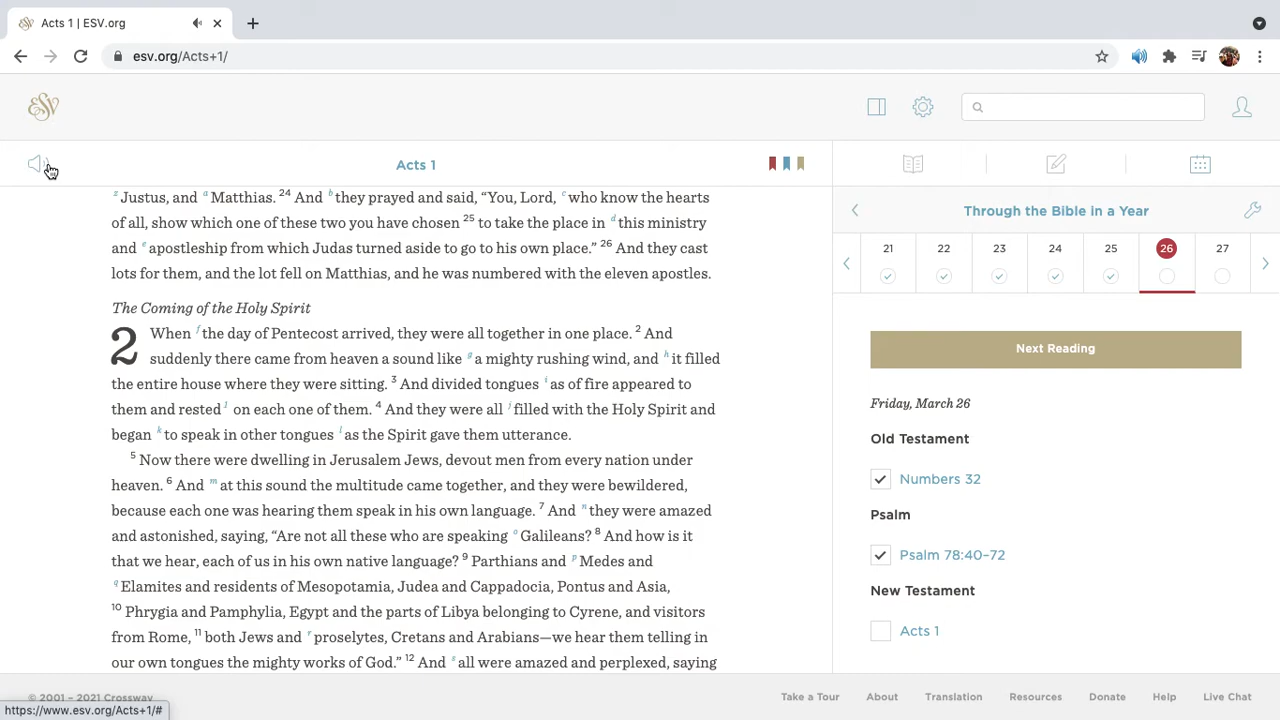 Acts 1 | ESV.org
esv.org/Acts+1/
ESV
Acts 1
z Justus, and a Matthias. 24 And b they prayed and said, “You, Lord, c who know the hearts
of all, show which one of these two you have chosen 25 to take the place in d this ministry
and e apostleship from which Judas turned aside to go to his own place.” 26 And they cast
lots for them, and the lot fell on Matthias, and he was numbered with the eleven apostles.
The Coming of the Holy Spirit
2 When f the day of Pentecost arrived, they were all together in one place. 2 And
suddenly there came from heaven a sound like g a mighty rushing wind, and h it filled
the entire house where they were sitting. 3 And divided tongues i as of fire appeared to
them and rested l on each one of them. 4 And they were all j filled with the Holy Spirit and
began k to speak in other tongues l as the Spirit gave them utterance.
5 Now there were dwelling in Jerusalem Jews, devout men from every nation under
heaven. 6 And m at this sound the multitude came together, and they were bewildered,
because each one was hearing them speak in his own language. 7 And n they were amazed
and astonished, saying, “Are not all these who are speaking o Galileans? 8 And how is it
that we hear, each of us in his own native language? 9 Parthians and p Medes and
q Elamites and residents of Mesopotamia, Judea and Cappadocia, Pontus and Asia,
10 Phrygia and Pamphylia, Egypt and the parts of Libya belonging to Cyrene, and visitors
from Rome, 11 both Jews and r proselytes, Cretans and Arabians—we hear them telling in
our own tongues the mighty works of God.” 12 And s all were amazed and perplexed, saying
Through the Bible in a Year
21 22 23 24 25 26 27
Next Reading
Friday, March 26
Old Testament
Numbers 32
Psalm
Psalm 78:40–72
New Testament
Acts 1
© 2001 – 2021 Crossway
Take a Tour About Translation Resources Donate Help Live Chat
https://www.esv.org/Acts+1/#